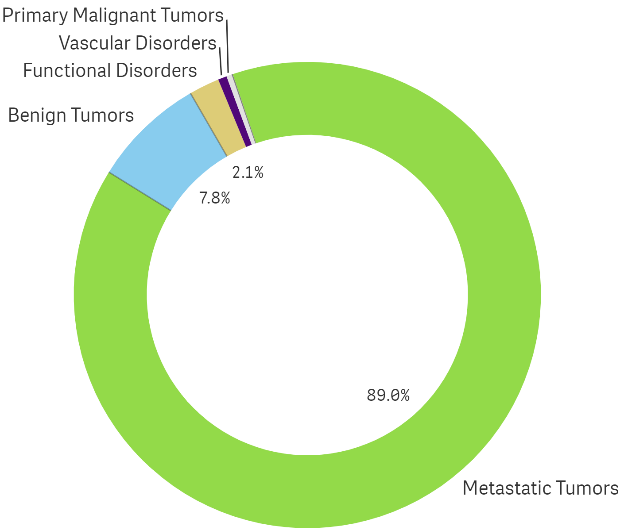 Primary Malignant Tumors
Vascular Disorders
Functional Disorders
Benign Tumors
2.1%
7.8%
89.0%
Metastatic Tumors